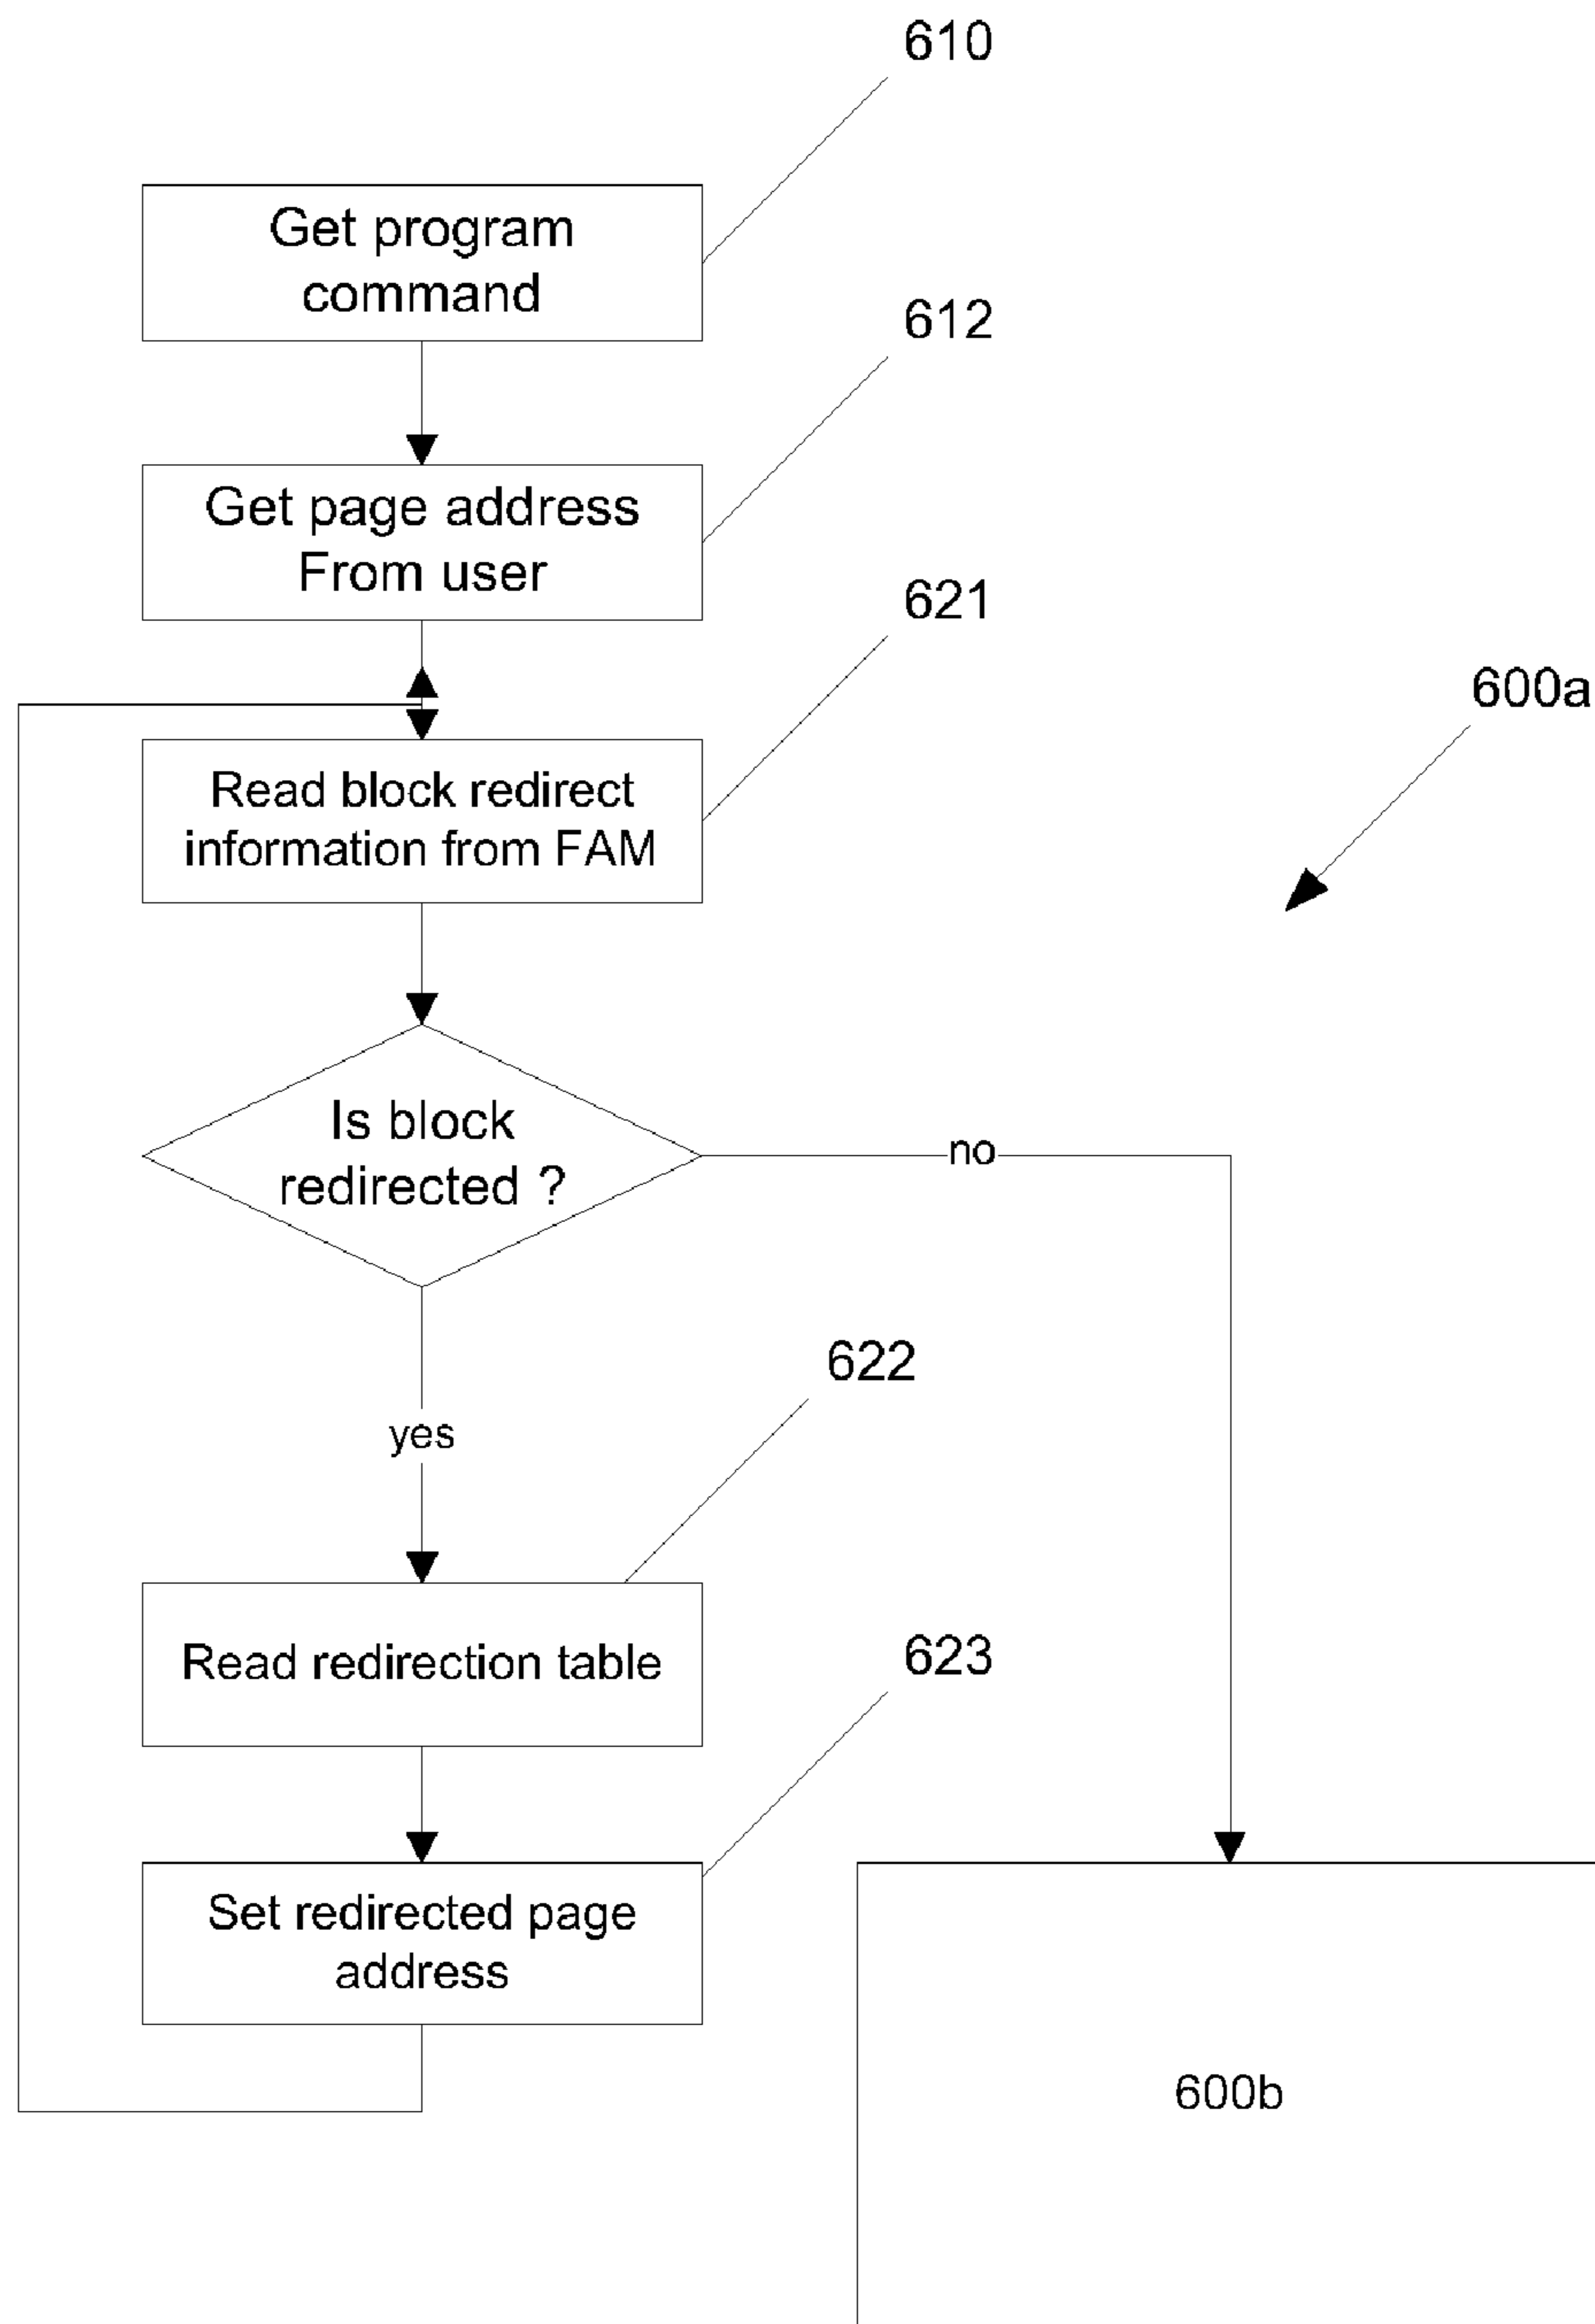 610
Get program
command
612
Get page address
From user
621
600a
Read block redirect
information from FAM
Is block
redirected ?
no
622
yes
Read redirection table
623
Set redirected page
address
600b